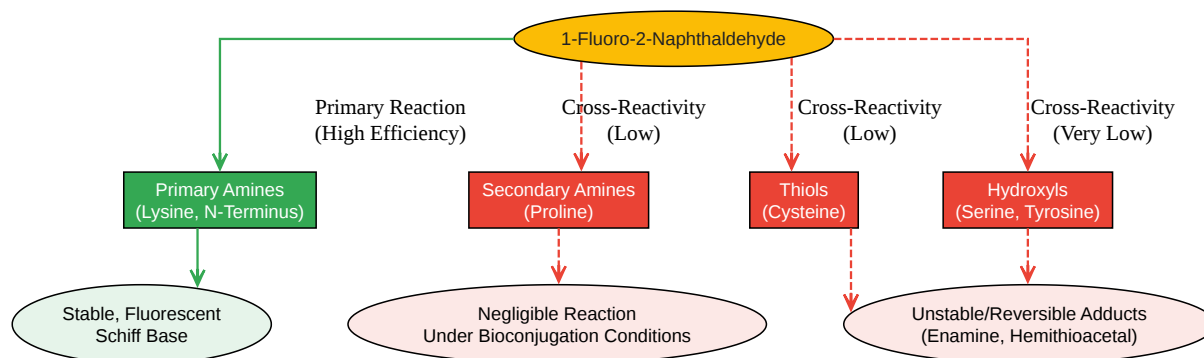 1-Fluoro-2-Naphthaldehyde
Primary Reaction
(High Efficiency)
Cross-Reactivity
(Low)
Cross-Reactivity
(Low)
Cross-Reactivity
(Very Low)
Primary Amines
(Lysine, N-Terminus)
Secondary Amines
(Proline)
Thiols
(Cysteine)
Hydroxyls
(Serine, Tyrosine)
Stable, Fluorescent
Schiff Base
Negligible Reaction
Under Bioconjugation Conditions
Unstable/Reversible Adducts
(Enamine, Hemithioacetal)